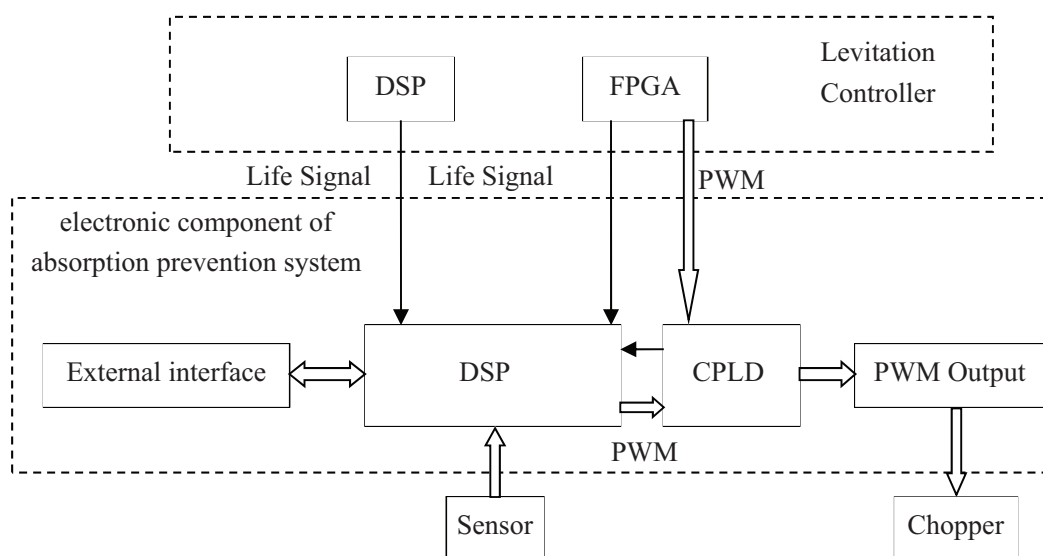 Levitation
Controller
DSP
FPGA
Life Signal
Life Signal
PWM
electronic component of
absorption prevention system
External interface
DSP
CPLD
PWM Output
PWM
Sensor
Chopper